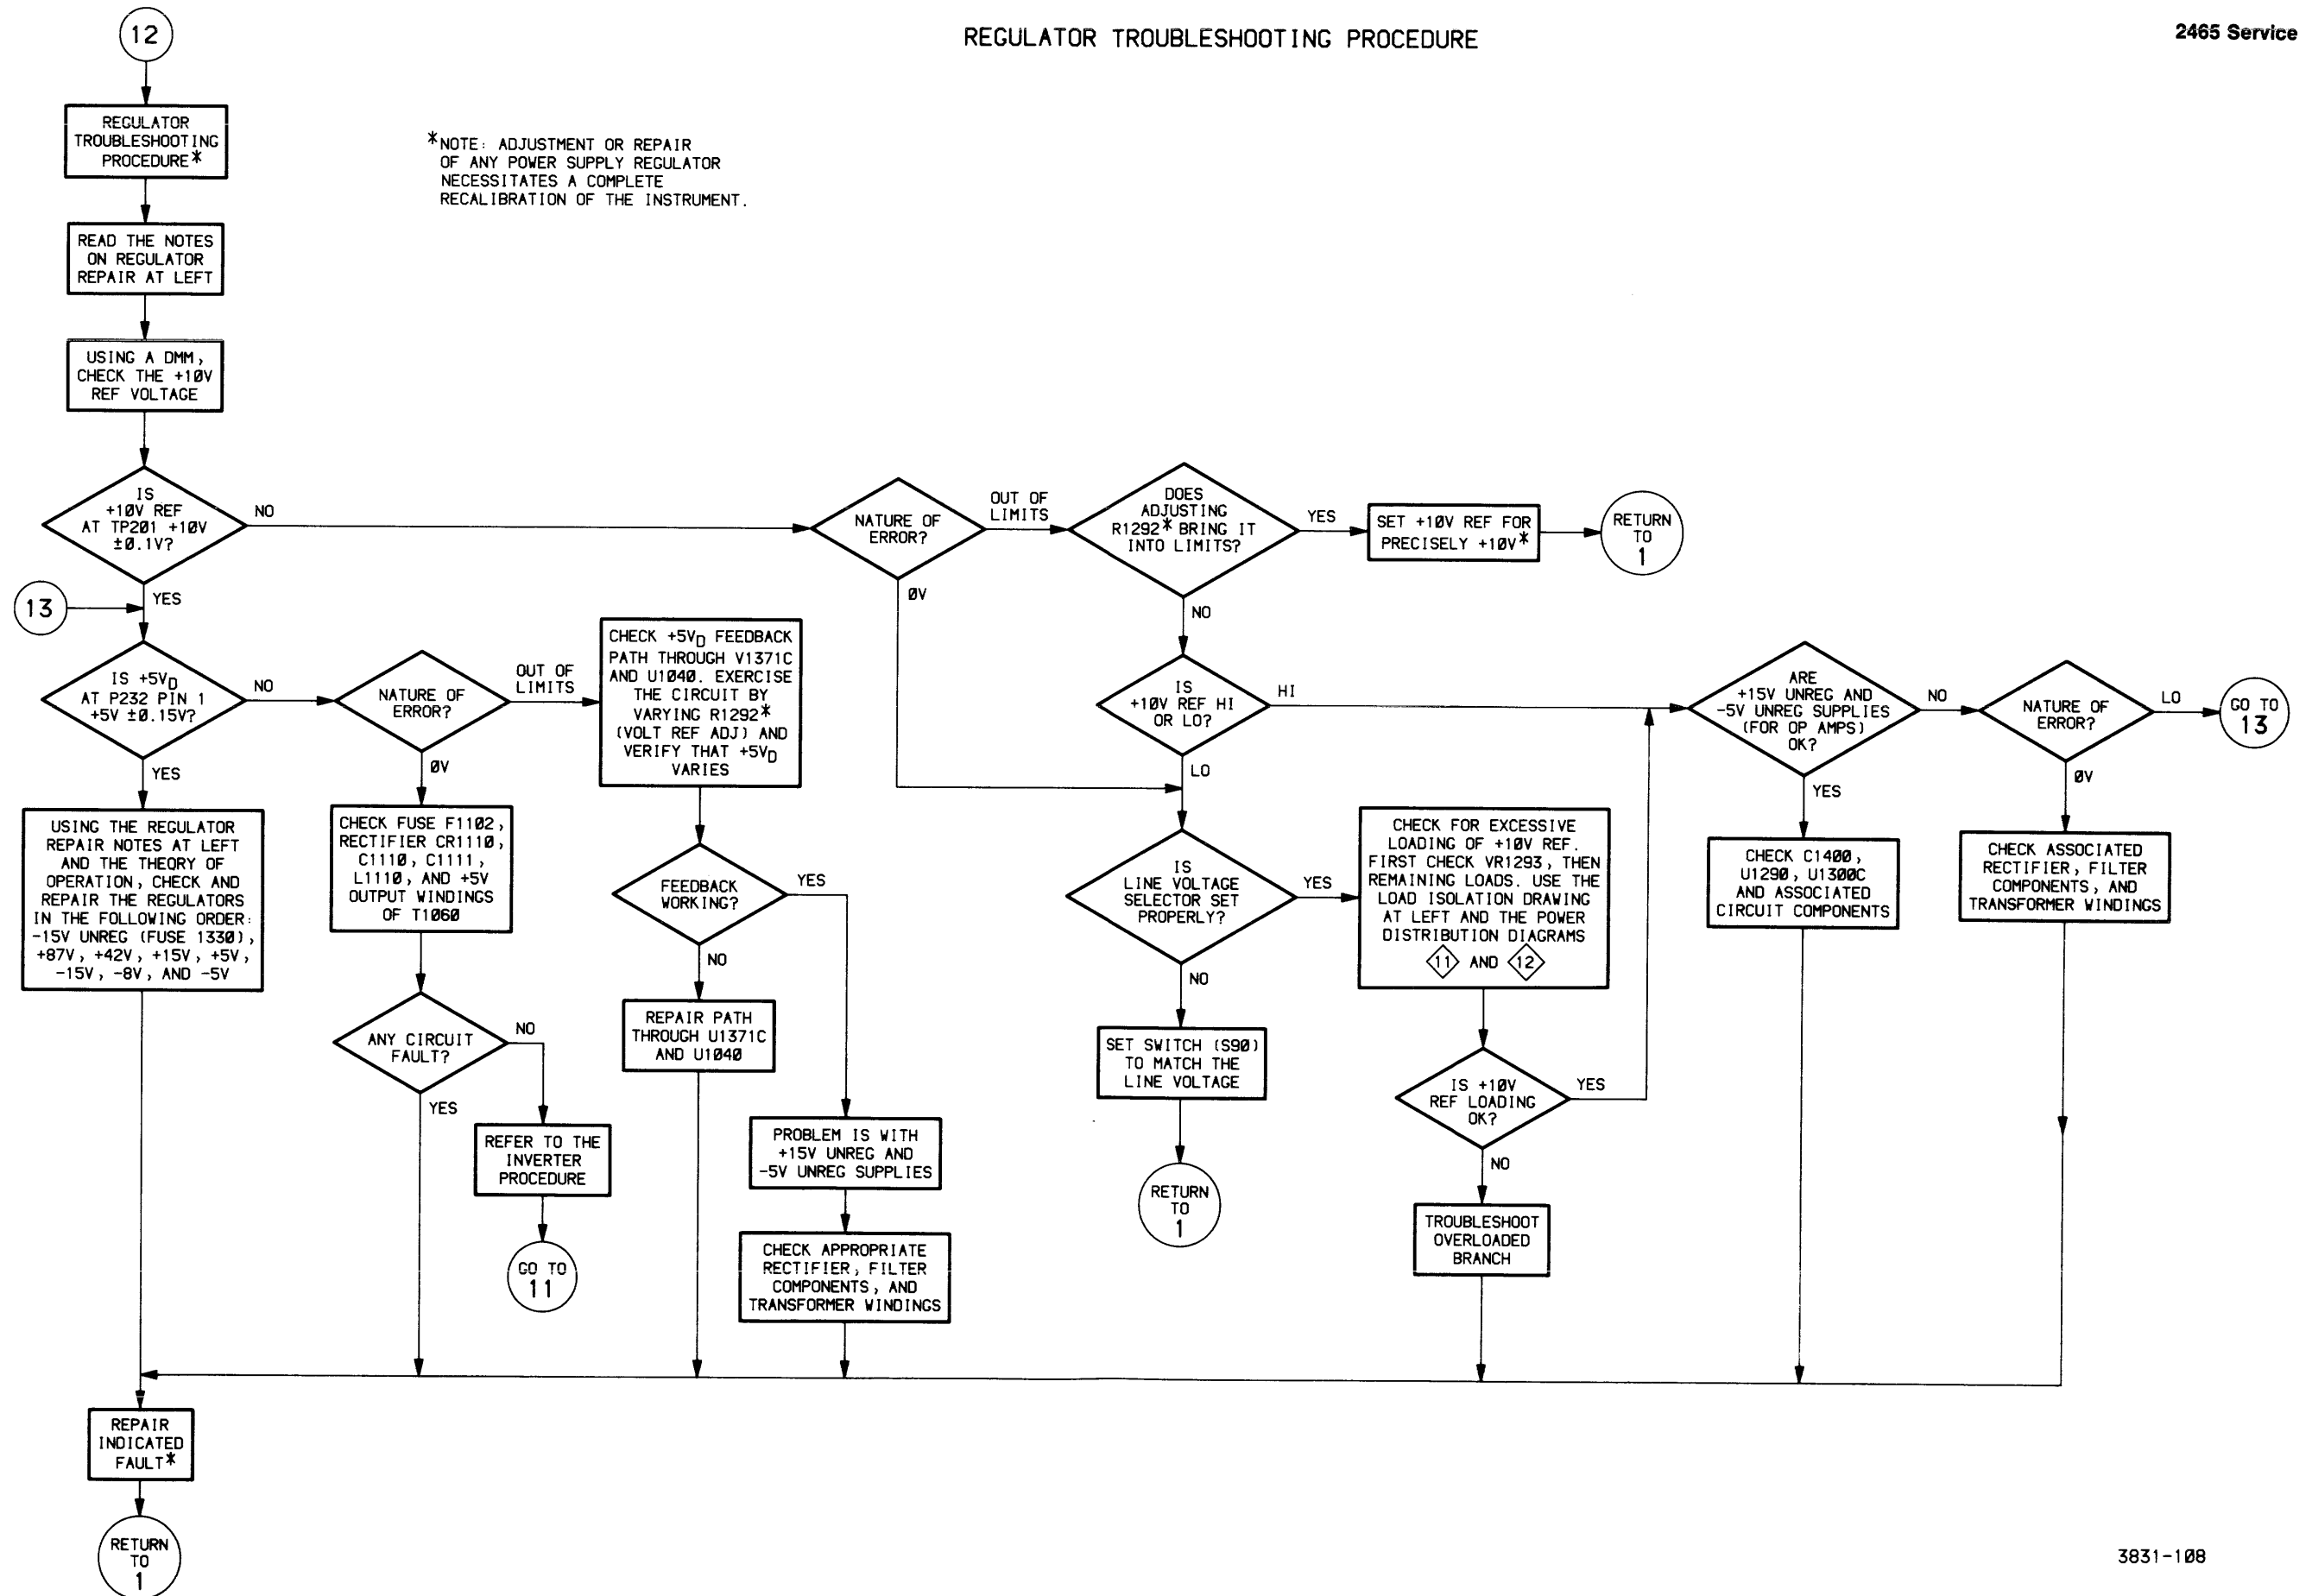 12
REGULATOR TROUBLESHOOTING PROCEDURE
2465 Service
REGULATOR
TROUBLESHOOTING
PROCEDURE*
*NOTE: ADJUSTMENT OR REPAIR
OF ANY POWER SUPPLY REGULATOR
NECESSITATES A COMPLETE
RECALIBRATION OF THE INSTRUMENT.
READ THE NOTES
ON REGULATOR
REPAIR AT LEFT
USING A DMM,
CHECK THE +10V
REF VOLTAGE
IS
+10V REF
AT TP201 +10V
±0.1V?
NO
YES
NATURE OF
ERROR?
OUT OF
LIMITS
0V
DOES
ADJUSTING
R1292* BRING IT
INTO LIMITS?
YES
NO
SET +10V REF FOR
PRECISELY +10V*
RETURN
TO
1
13
IS +5VD
AT P232 PIN 1
+5V ±0.15V?
NO
YES
NATURE OF
ERROR?
OUT OF
LIMITS
0V
CHECK +5VD FEEDBACK
PATH THROUGH V1371C
AND U1040. EXERCISE
THE CIRCUIT BY
VARYING R1292*
(VOLT REF ADJ) AND
VERIFY THAT +5VD
VARIES
IS
+10V REF HI
OR LO?
HI
LO
ARE
+15V UNREG AND
-5V UNREG SUPPLIES
(FOR OP AMPS)
OK?
NO
YES
NATURE OF
ERROR?
LO
0V
GO TO
13
USING THE REGULATOR
REPAIR NOTES AT LEFT
AND THE THEORY OF
OPERATION, CHECK AND
REPAIR THE REGULATORS
IN THE FOLLOWING ORDER:
-15V UNREG (FUSE 1330),
+87V, +42V, +15V, +5V,
-15V, -8V, AND -5V
CHECK FUSE F1102,
RECTIFIER CR1110,
C1110, C1111,
L1110, AND +5V
OUTPUT WINDINGS
OF T1060
FEEDBACK
WORKING?
YES
NO
IS
LINE VOLTAGE
SELECTOR SET
PROPERLY?
YES
NO
CHECK FOR EXCESSIVE
LOADING OF +10V REF.
FIRST CHECK VR1293, THEN
REMAINING LOADS. USE THE
LOAD ISOLATION DRAWING
AT LEFT AND THE POWER
DISTRIBUTION DIAGRAMS
11 AND 12
CHECK C1400,
U1290, U1300C
AND ASSOCIATED
CIRCUIT COMPONENTS
CHECK ASSOCIATED
RECTIFIER, FILTER
COMPONENTS, AND
TRANSFORMER WINDINGS
ANY CIRCUIT
FAULT?
NO
YES
REPAIR PATH
THROUGH U1371C
AND U1040
SET SWITCH (S90)
TO MATCH THE
LINE VOLTAGE
IS +10V
REF LOADING
OK?
YES
NO
REFER TO THE
INVERTER
PROCEDURE
PROBLEM IS WITH
+15V UNREG AND
-5V UNREG SUPPLIES
RETURN
TO
1
TROUBLESHOOT
OVERLOADED
BRANCH
GO TO
11
CHECK APPROPRIATE
RECTIFIER, FILTER
COMPONENTS, AND
TRANSFORMER WINDINGS
REPAIR
INDICATED
FAULT*
RETURN
TO
1
3831-108